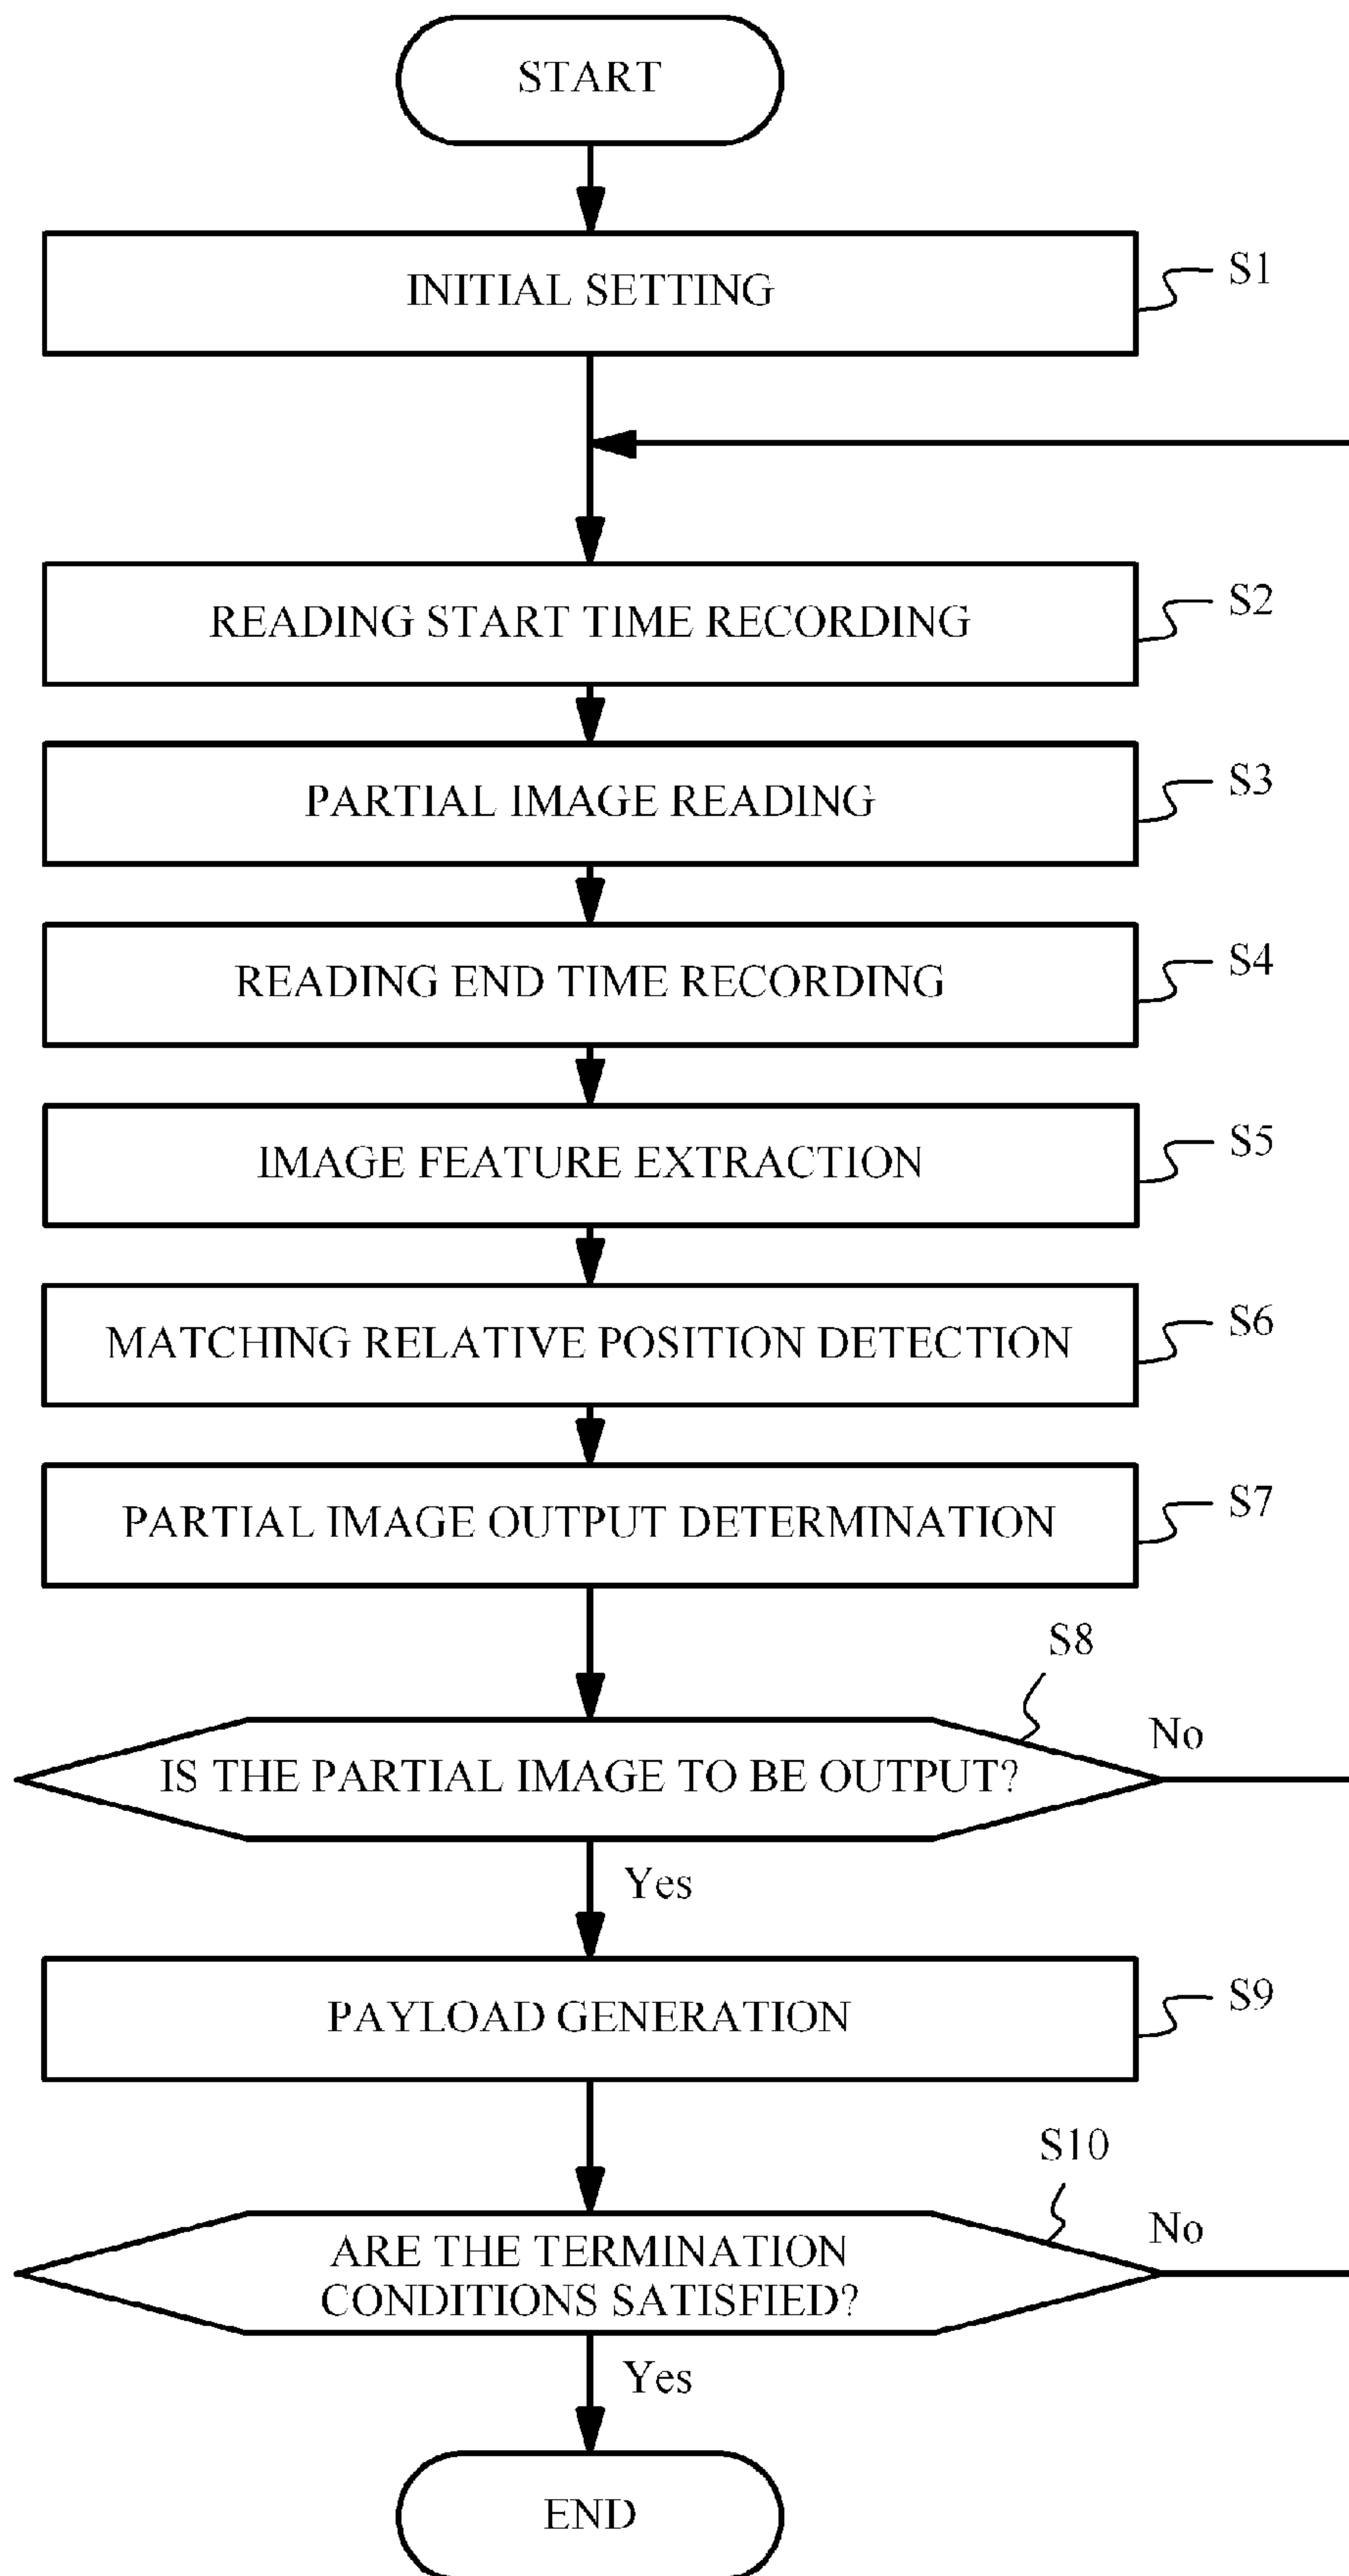 START
INITIAL SETTING
S1
READING START TIME RECORDING
S2
PARTIAL IMAGE READING
S3
READING END TIME RECORDING
S4
IMAGE FEATURE EXTRACTION
S5
MATCHING RELATIVE POSITION DETECTION
S6
PARTIAL IMAGE OUTPUT DETERMINATION
S7
S8
IS THE PARTIAL IMAGE TO BE OUTPUT?
No
Yes
PAYLOAD GENERATION
S9
S10
ARE THE TERMINATION
CONDITIONS SATISFIED?
No
Yes
END